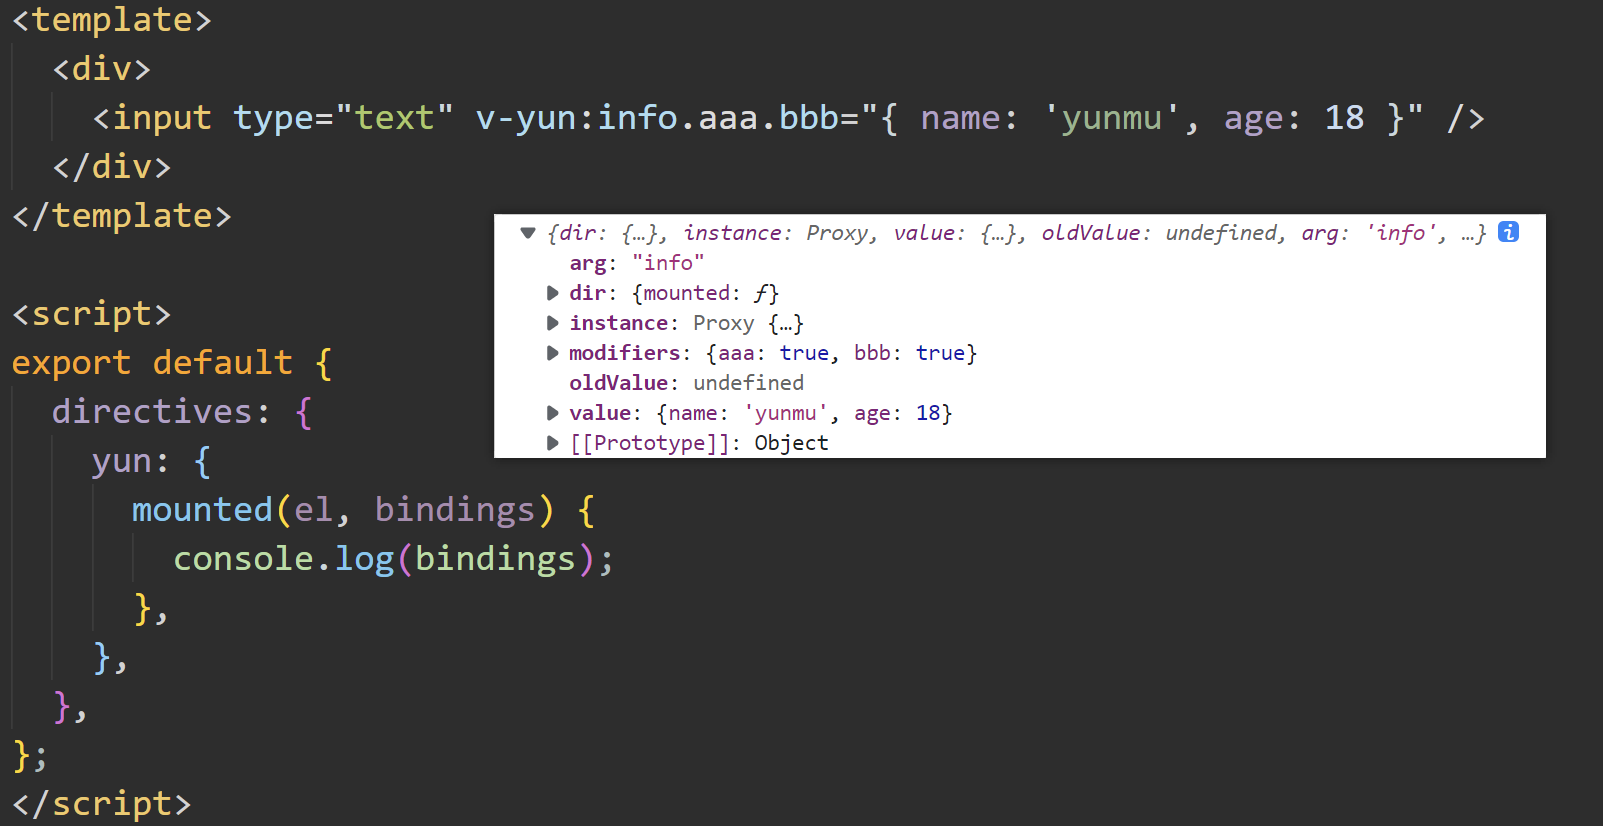 <template>
  <div>
    <input type="text" v-yun:info.aaa.bbb="{ name: 'yunmu', age: 18 }" />
  </div>
</template>
<script>
export default {
  directives: {
    yun: {
      mounted(el, bindings) {
        console.log(bindings);
      },
    },
  },
};
</script>
▼ {dir: {…}, instance: Proxy, value: {…}, oldValue: undefined, arg: 'info', …} i
arg: "info"
▶ dir: {mounted: ƒ}
▶ instance: Proxy {…}
▶ modifiers: {aaa: true, bbb: true}
oldValue: undefined
▶ value: {name: 'yunmu', age: 18}
▶ [[Prototype]]: Object